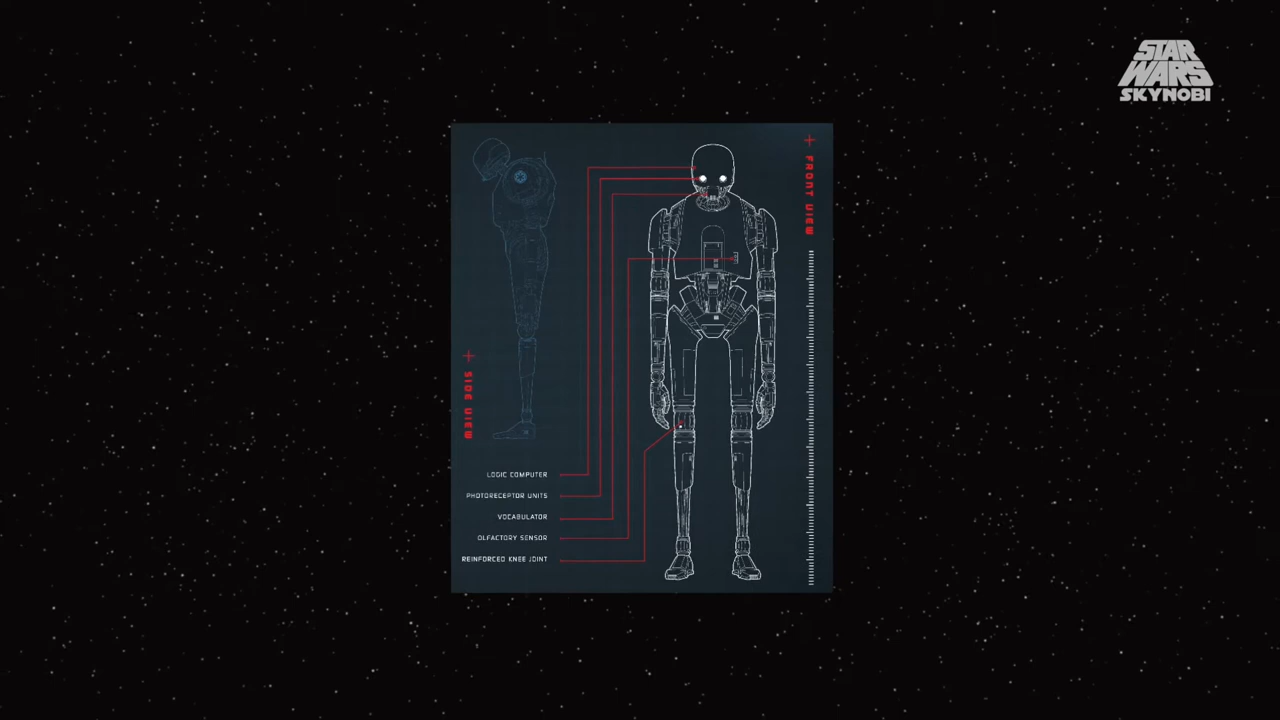 STAR
WARS
SKYNOBI
FRONT VIEW
SIDE VIEW
LOGIC COMPUTER
PHOTORECEPTOR UNITS
VOCABULATOR
OLFACTORY SENSOR
REINFORCED KNEE JOINT